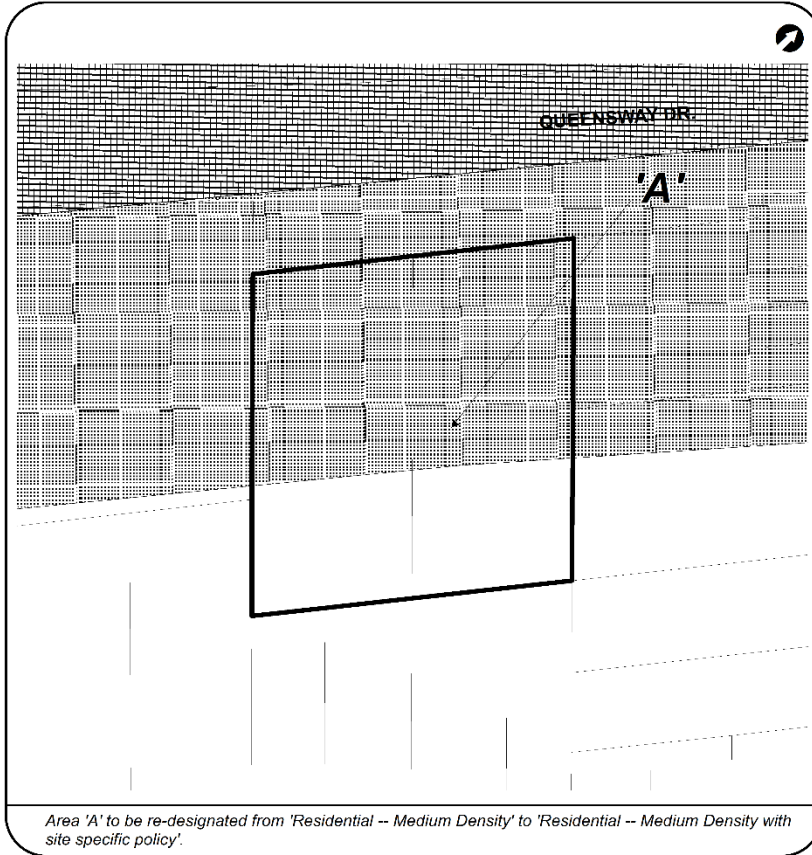 QUEENSWAY DR.
'A'
Area 'A' to be re-designated from 'Residential -- Medium Density' to 'Residential -- Medium Density with
site specific policy'.